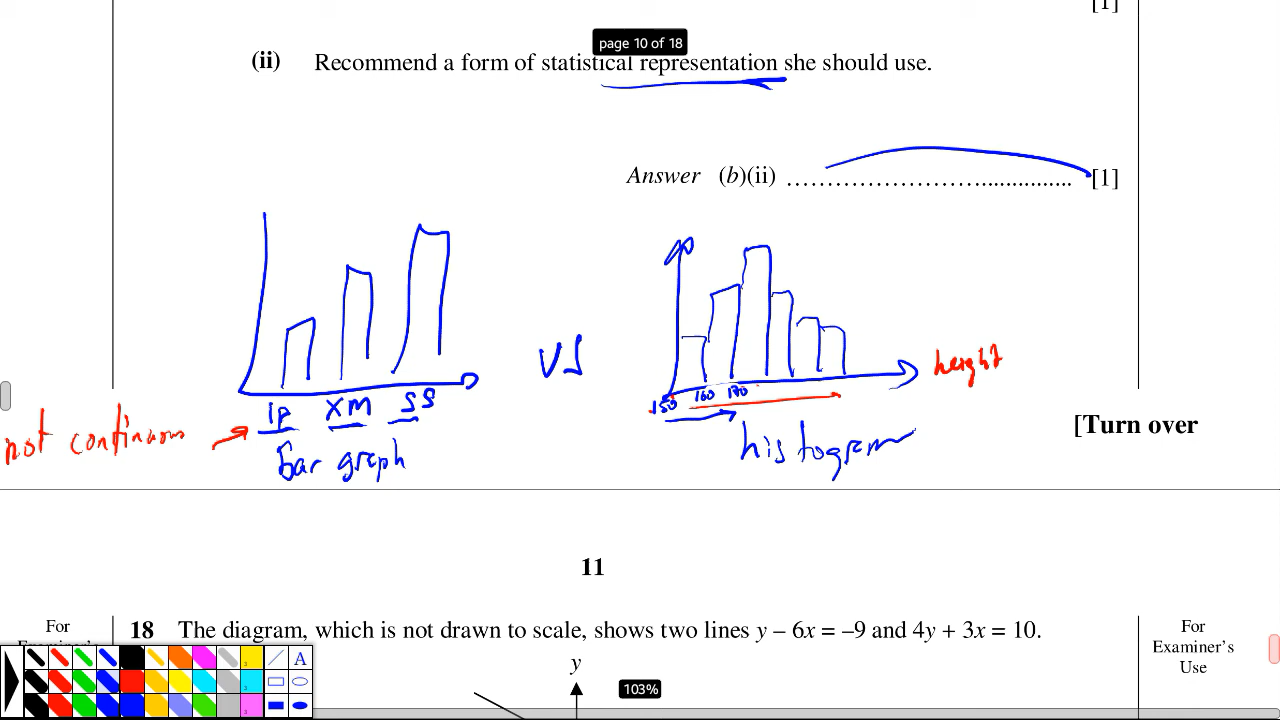 [1]
page 10 of 18
(ii) Recommend a form of statistical representation she should use.
Answer (b)(ii) ........................................ [1]
VS
height
1P XM SS
150 160 170
not continuous
bar graph
histogram
[Turn over
11
For
18 The diagram, which is not drawn to scale, shows two lines y – 6x = –9 and 4y + 3x = 10.
For
Examiner's
Use
y
A
103%